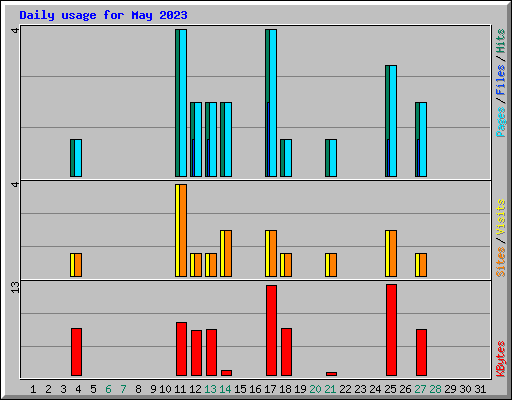 Daily usage for May 2023
4
Pages/Files/Hits
4
Sites/Visits
13
KBytes
1 2 3 4 5 6 7 8 9 10 11 12 13 14 15 16 17 18 19 20 21 22 23 24 25 26 27 28 29 30 31